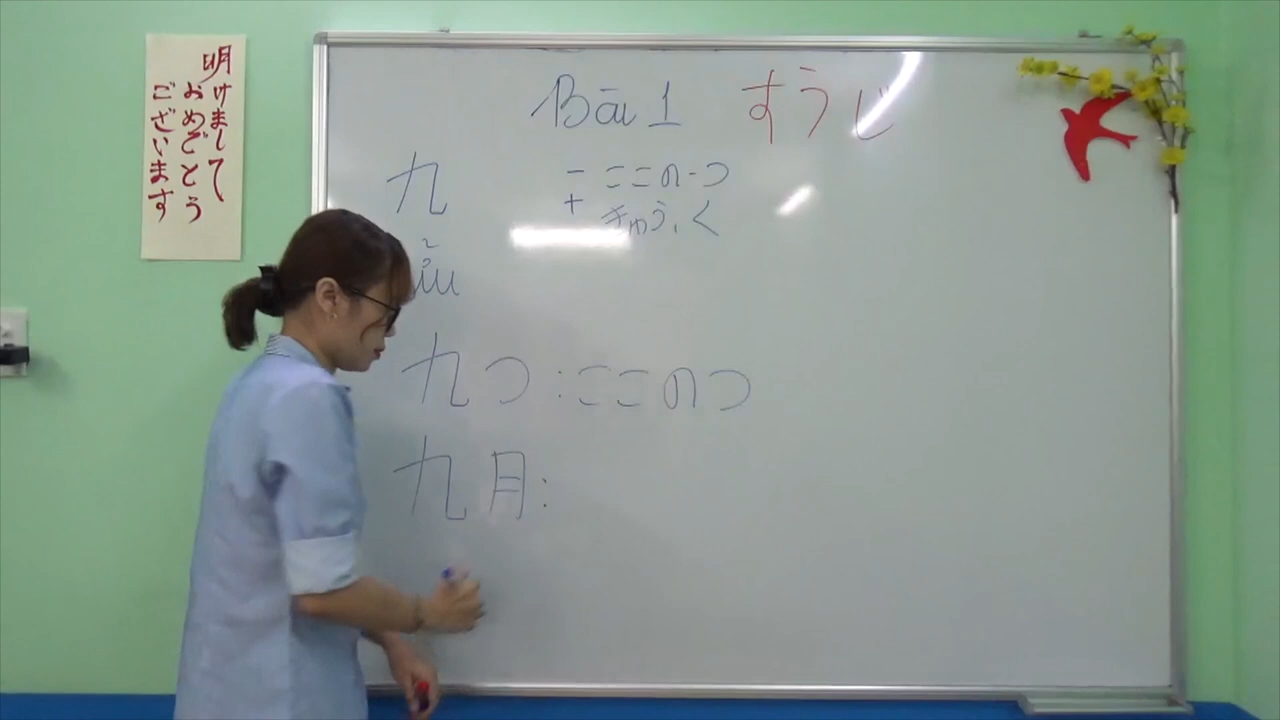 明
けまして
おめでとう
ございます
Bài 1 すうじ
九
- ここの-つ
+ きゅう、く
九つ:ここのつ
九月: